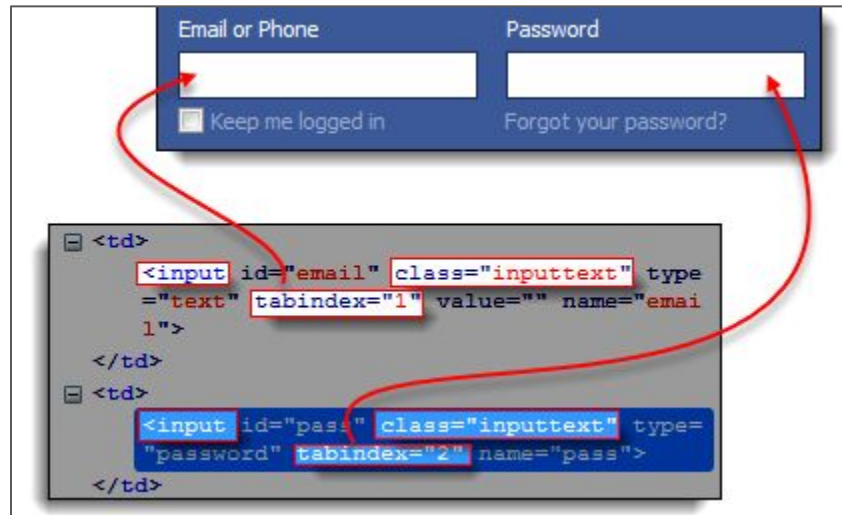 Email or Phone Password
Keep me logged in Forgot your password?
<td>
<input id="email" class="inputtext" type
="text" tabindex="1" value="" name="emai
l">
</td>
<td>
<input id="pass" class="inputtext" type=
"password" tabindex="2" name="pass">
</td>